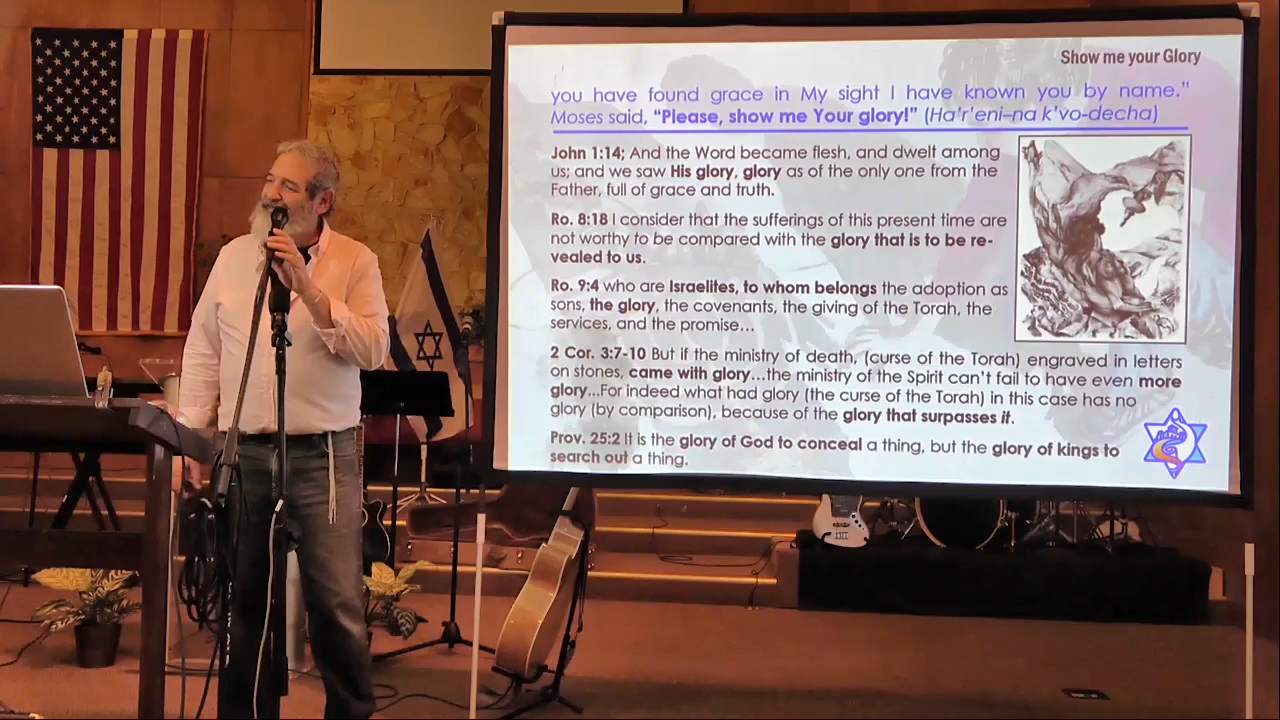 Show me your Glory
you have found grace in My sight I have known you by name."
Moses said, "Please, show me Your glory!" (Ha'r'eni–na k'vo-decha)
John 1:14; And the Word became flesh, and dwelt among
us; and we saw His glory, glory as of the only one from the
Father, full of grace and truth.
Ro. 8:18 I consider that the sufferings of this present time are
not worthy to be compared with the glory that is to be re-
vealed to us.
Ro. 9:4 who are Israelites, to whom belongs the adoption as
sons, the glory, the covenants, the giving of the Torah, the
services, and the promise…
2 Cor. 3:7-10 But if the ministry of death, (curse of the Torah) engraved in letters
on stones, came with glory…the ministry of the Spirit can't fail to have even more
glory...For indeed what had glory (the curse of the Torah) in this case has no
glory (by comparison), because of the glory that surpasses it.
Prov. 25:2 It is the glory of God to conceal a thing, but the glory of kings to
search out a thing.